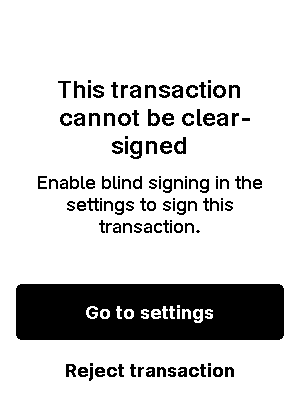 This transaction
cannot be clear-
signed
Enable blind signing in the
settings to sign this
transaction.
Go to settings
Reject transaction